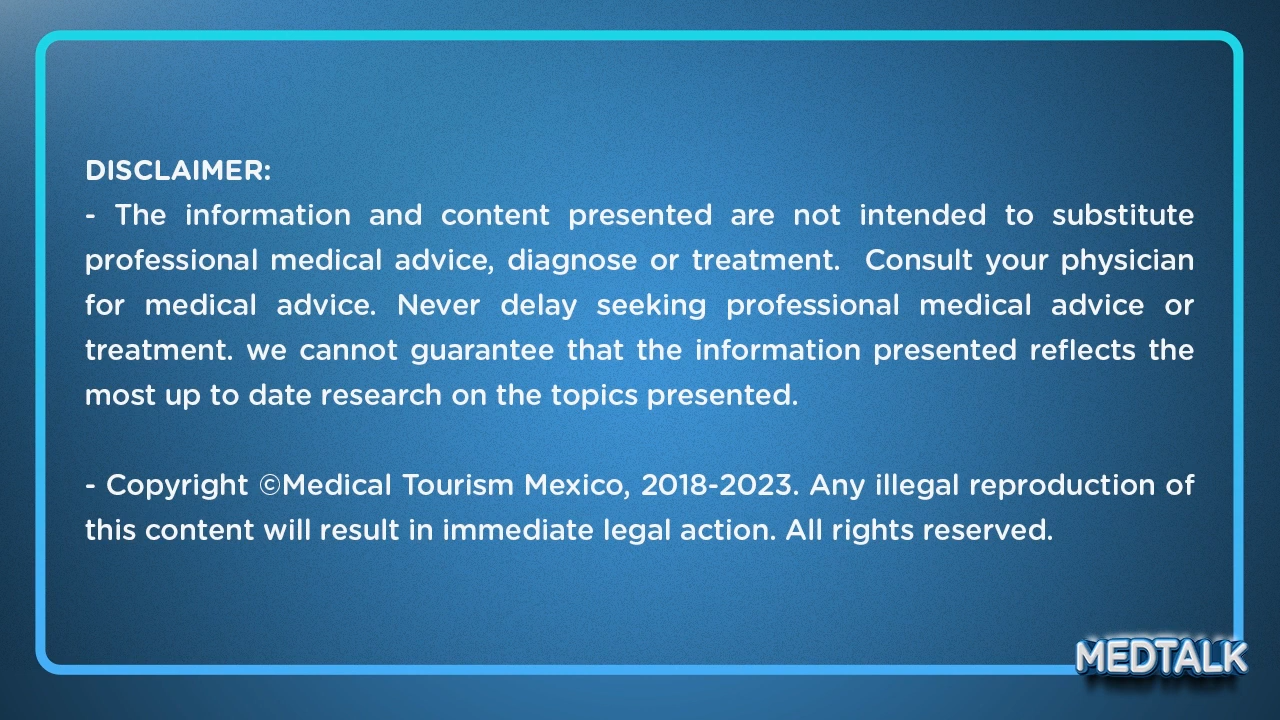 DISCLAIMER:
- The information and content presented are not intended to substitute
professional medical advice, diagnose or treatment. Consult your physician
for medical advice. Never delay seeking professional medical advice or
treatment. we cannot guarantee that the information presented reflects the
most up to date research on the topics presented.
- Copyright ©Medical Tourism Mexico, 2018-2023. Any illegal reproduction of
this content will result in immediate legal action. All rights reserved.
MEDTALK